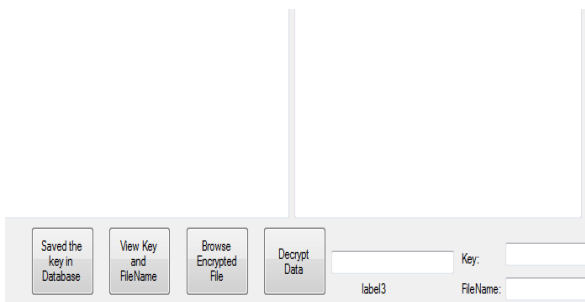 Saved the
key in
Database
View Key
and
FileName
Browse
Encrypted
File
Decrypt
Data
label3
Key:
FileName: